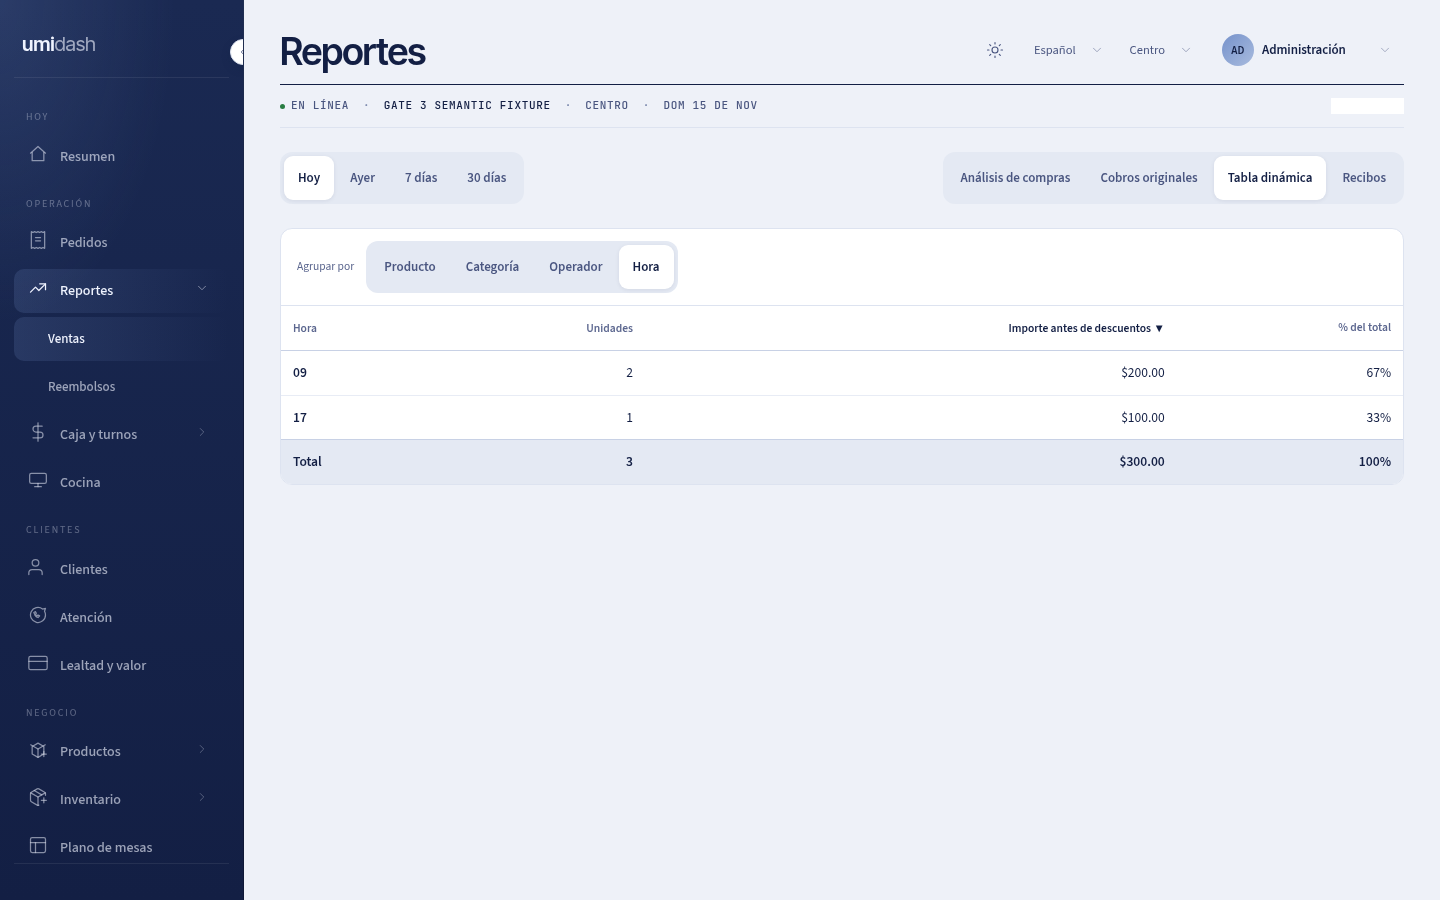 umidash
HOY
Resumen
OPERACIÓN
Pedidos
Reportes
Ventas
Reembolsos
Caja y turnos
Cocina
CLIENTES
Clientes
Atención
Lealtad y valor
NEGOCIO
Productos
Inventario
Plano de mesas
Reportes
Español
Centro
AD Administración
EN LÍNEA · GATE 3 SEMANTIC FIXTURE · CENTRO · DOM 15 DE NOV
Hoy Ayer 7 días 30 días
Análisis de compras Cobros originales Tabla dinámica Recibos
Agrupar por Producto Categoría Operador Hora
Hora Unidades Importe antes de descuentos ▼ % del total
09 2 $200.00 67%
17 1 $100.00 33%
Total 3 $300.00 100%